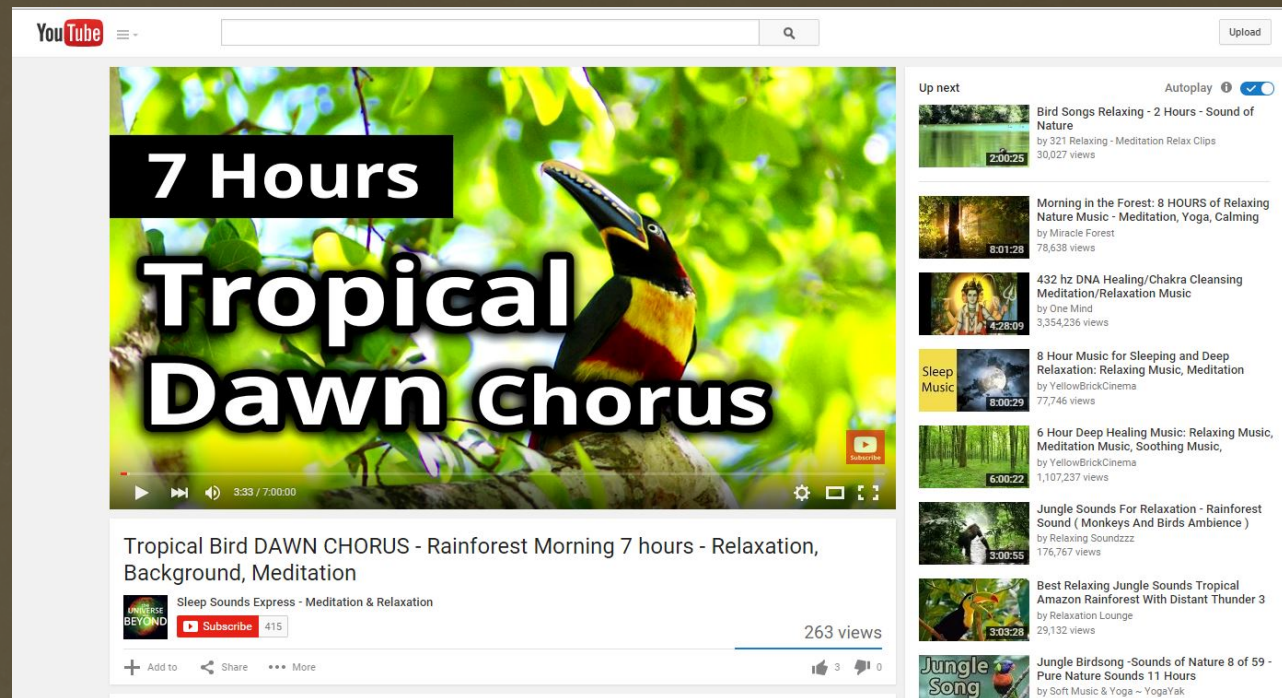 YouTube
Upload
7 Hours
Tropical
Dawn Chorus
Subscribe
3:33 / 7:00:00
Tropical Bird DAWN CHORUS - Rainforest Morning 7 hours - Relaxation,
Background, Meditation
UNIVERSE
BEYOND
Sleep Sounds Express - Meditation & Relaxation
Subscribe 415
263 views
Add to Share More
3 0
Up next Autoplay
2:00:25
Bird Songs Relaxing - 2 Hours - Sound of
Nature
by 321 Relaxing - Meditation Relax Clips
30,027 views
8:01:28
Morning in the Forest: 8 HOURS of Relaxing
Nature Music - Meditation, Yoga, Calming
by Miracle Forest
78,638 views
4:28:09
432 hz DNA Healing/Chakra Cleansing
Meditation/Relaxation Music
by One Mind
3,354,236 views
Sleep
Music
8:00:29
8 Hour Music for Sleeping and Deep
Relaxation: Relaxing Music, Meditation
by YellowBrickCinema
77,746 views
6:00:22
6 Hour Deep Healing Music: Relaxing Music,
Meditation Music, Soothing Music,
by YellowBrickCinema
1,107,237 views
3:00:55
Jungle Sounds For Relaxation - Rainforest
Sound ( Monkeys And Birds Ambience )
by Relaxing Soundzzz
176,767 views
3:03:28
Best Relaxing Jungle Sounds Tropical
Amazon Rainforest With Distant Thunder 3
by Relaxation Lounge
29,132 views
Jungle
Song
Jungle Birdsong -Sounds of Nature 8 of 59 -
Pure Nature Sounds 11 Hours
by Soft Music & Yoga ~ YogaYak